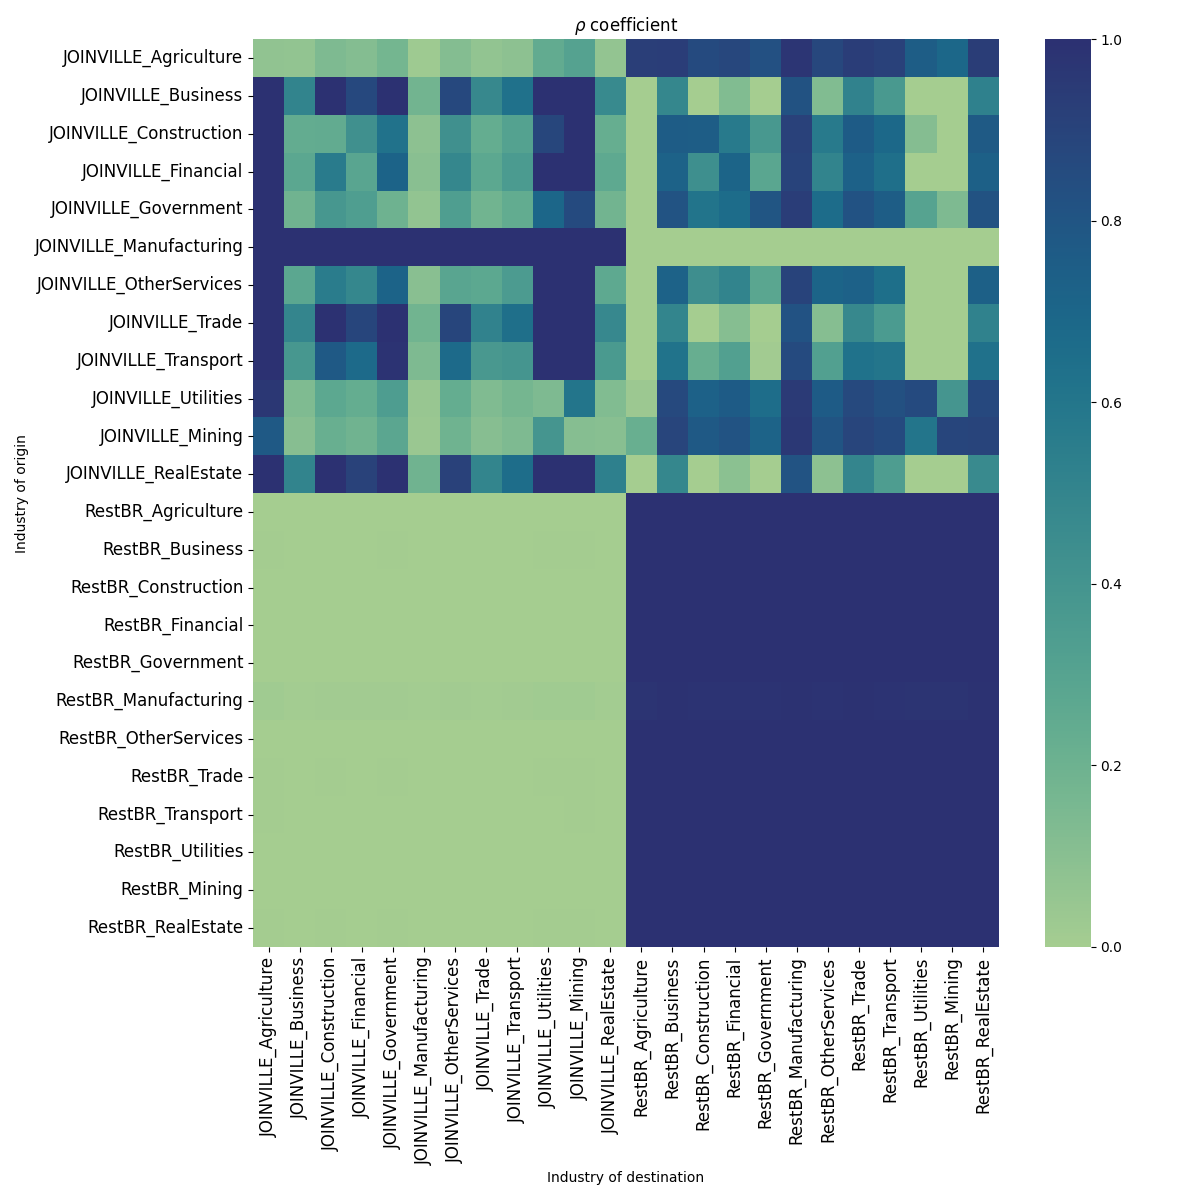 ρ coefficient
JOINVILLE_Agriculture
JOINVILLE_Business
JOINVILLE_Construction
JOINVILLE_Financial
JOINVILLE_Government
JOINVILLE_Manufacturing
JOINVILLE_OtherServices
JOINVILLE_Trade
JOINVILLE_Transport
JOINVILLE_Utilities
JOINVILLE_Mining
JOINVILLE_RealEstate
RestBR_Agriculture
RestBR_Business
RestBR_Construction
RestBR_Financial
RestBR_Government
RestBR_Manufacturing
RestBR_OtherServices
RestBR_Trade
RestBR_Transport
RestBR_Utilities
RestBR_Mining
RestBR_RealEstate
Industry of origin
JOINVILLE_Agriculture
JOINVILLE_Business
JOINVILLE_Construction
JOINVILLE_Financial
JOINVILLE_Government
JOINVILLE_Manufacturing
JOINVILLE_OtherServices
JOINVILLE_Trade
JOINVILLE_Transport
JOINVILLE_Utilities
JOINVILLE_Mining
JOINVILLE_RealEstate
RestBR_Agriculture
RestBR_Business
RestBR_Construction
RestBR_Financial
RestBR_Government
RestBR_Manufacturing
RestBR_OtherServices
RestBR_Trade
RestBR_Transport
RestBR_Utilities
RestBR_Mining
RestBR_RealEstate
Industry of destination
1.0
0.8
0.6
0.4
0.2
0.0